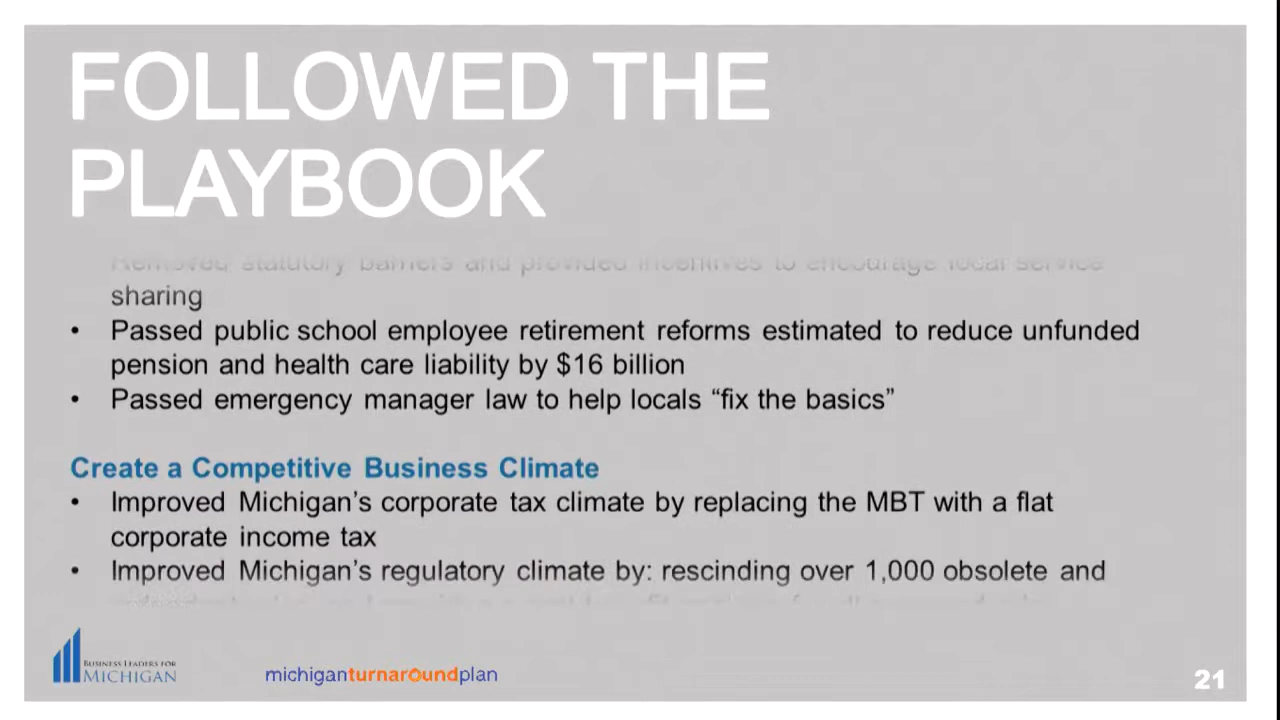 FOLLOWED THE
PLAYBOOK
Removed statutory barriers and provided incentives to encourage local service
sharing
• Passed public school employee retirement reforms estimated to reduce unfunded
pension and health care liability by $16 billion
• Passed emergency manager law to help locals “fix the basics”
Create a Competitive Business Climate
• Improved Michigan’s corporate tax climate by replacing the MBT with a flat
corporate income tax
• Improved Michigan’s regulatory climate by: rescinding over 1,000 obsolete and
BUSINESS LEADERS FOR
MICHIGAN
michiganturnaroundplan
21